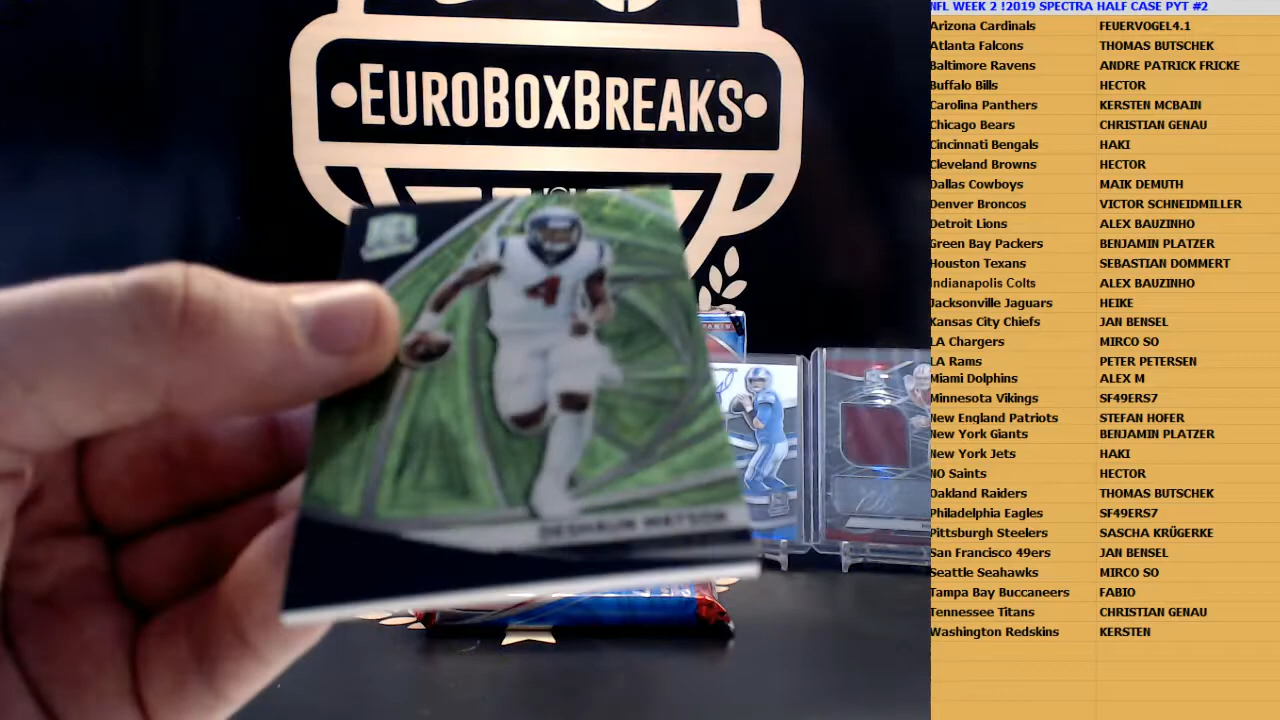 EUROBOXBREAKS
4
DESHAUN WATSON
NFL WEEK 2 !2019 SPECTRA HALF CASE PYT #2
Arizona Cardinals FEUERVOGEL4.1
Atlanta Falcons THOMAS BUTSCHEK
Baltimore Ravens ANDRE PATRICK FRICKE
Buffalo Bills HECTOR
Carolina Panthers KERSTEN MCBAIN
Chicago Bears CHRISTIAN GENAU
Cincinnati Bengals HAKI
Cleveland Browns HECTOR
Dallas Cowboys MAIK DEMUTH
Denver Broncos VICTOR SCHNEIDMILLER
Detroit Lions ALEX BAUZINHO
Green Bay Packers BENJAMIN PLATZER
Houston Texans SEBASTIAN DOMMERT
Indianapolis Colts ALEX BAUZINHO
Jacksonville Jaguars HEIKE
Kansas City Chiefs JAN BENSEL
LA Chargers MIRCO SO
LA Rams PETER PETERSEN
Miami Dolphins ALEX M
Minnesota Vikings SF49ERS7
New England Patriots STEFAN HOFER
New York Giants BENJAMIN PLATZER
New York Jets HAKI
NO Saints HECTOR
Oakland Raiders THOMAS BUTSCHEK
Philadelphia Eagles SF49ERS7
Pittsburgh Steelers SASCHA KRÜGERKE
San Francisco 49ers JAN BENSEL
Seattle Seahawks MIRCO SO
Tampa Bay Buccaneers FABIO
Tennessee Titans CHRISTIAN GENAU
Washington Redskins KERSTEN